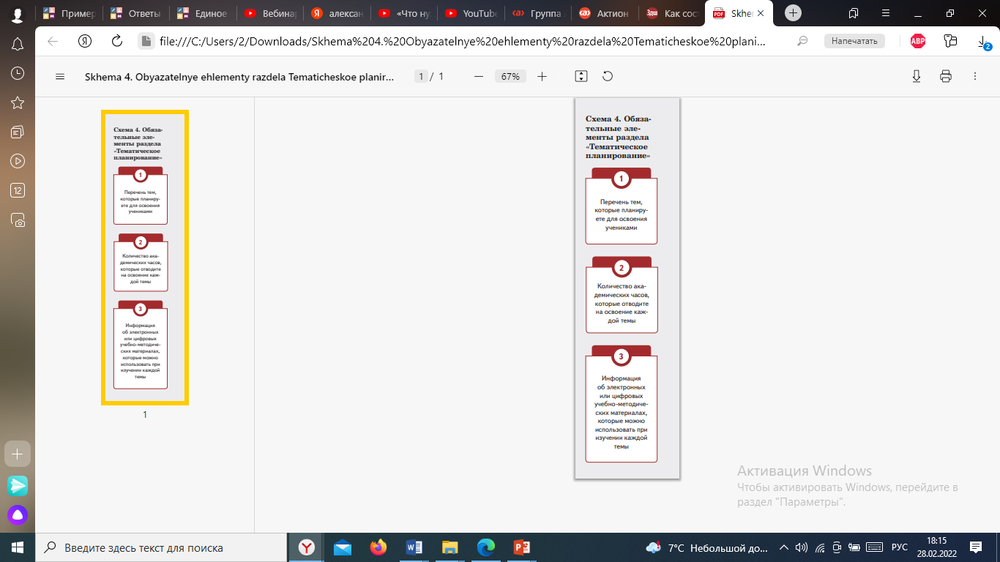 Пример
Ответы
Единое
Вебина
алексан
«Что ну
YouTube
Группа
Актион
Как сост
Skher
file:///C:/Users/2/Downloads/Skhema%204.%20Obyazatelnye%20ehlementy%20razdela%20Tematicheskoe%20plani...
Напечатать
2
Skhema 4. Obyazatelnye ehlementy razdela Tematicheskoe planir...
1 / 1
67%
12
Схема 4. Обяза-
тельные эле-
менты раздела
«Тематическое
планирование»
1
Перечень тем,
которые планиру-
ете для освоения
учениками
2
Количество ака-
демических часов,
которые отводите
на освоение каж-
дой темы
3
Информация
об электронных
или цифровых
учебно-методиче-
ских материалах,
которые можно
использовать при
изучении каждой
темы
1
Схема 4. Обяза-
тельные эле-
менты раздела
«Тематическое
планирование»
1
Перечень тем,
которые планиру-
ете для освоения
учениками
2
Количество ака-
демических часов,
которые отводите
на освоение каж-
дой темы
3
Информация
об электронных
или цифровых
учебно-методиче-
ских материалах,
которые можно
использовать при
изучении каждой
темы
Активация Windows
Чтобы активировать Windows, перейдите в
раздел "Параметры".
Введите здесь текст для поиска
7°C Небольшой до...
РУС
18:15
28.02.2022